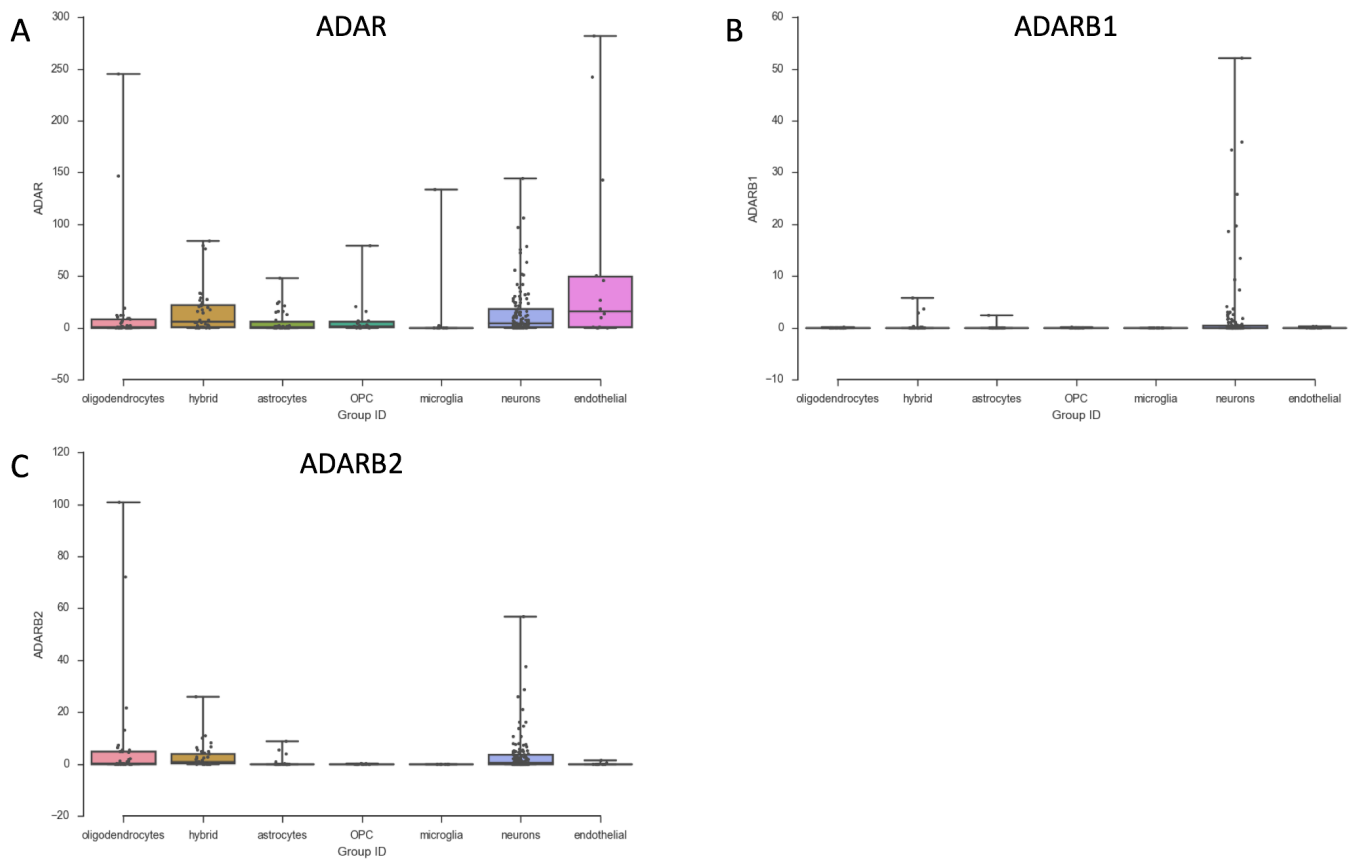 A
ADAR
300
250
200
150
100
50
0
−50
ADAR
oligodendrocytes hybrid astrocytes OPC microglia neurons endothelial
Group ID
B
ADARB1
60
50
40
30
20
10
0
−10
ADARB1
oligodendrocytes hybrid astrocytes OPC microglia neurons endothelial
Group ID
C
ADARB2
120
100
80
60
40
20
0
−20
ADARB2
oligodendrocytes hybrid astrocytes OPC microglia neurons endothelial
Group ID